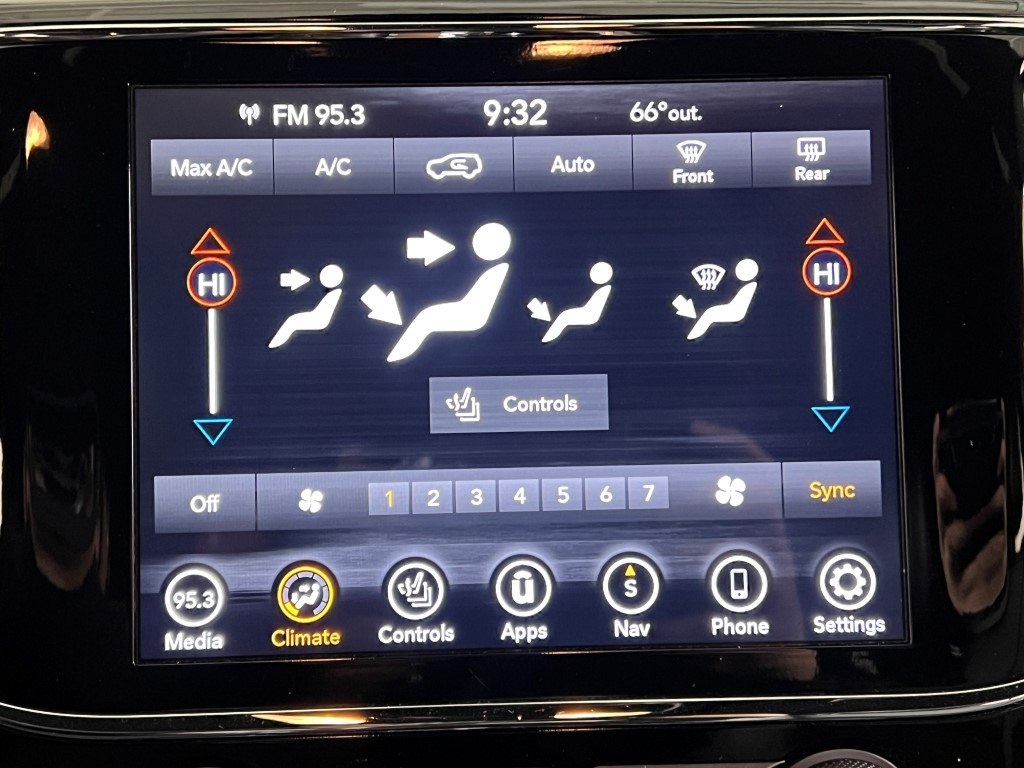 FM 95.3 9:32 66°out.
Max A/C A/C Auto Front Rear
HI HI
Controls
Off 1 2 3 4 5 6 7 Sync
95.3 S
Media Climate Controls Apps Nav Phone Settings